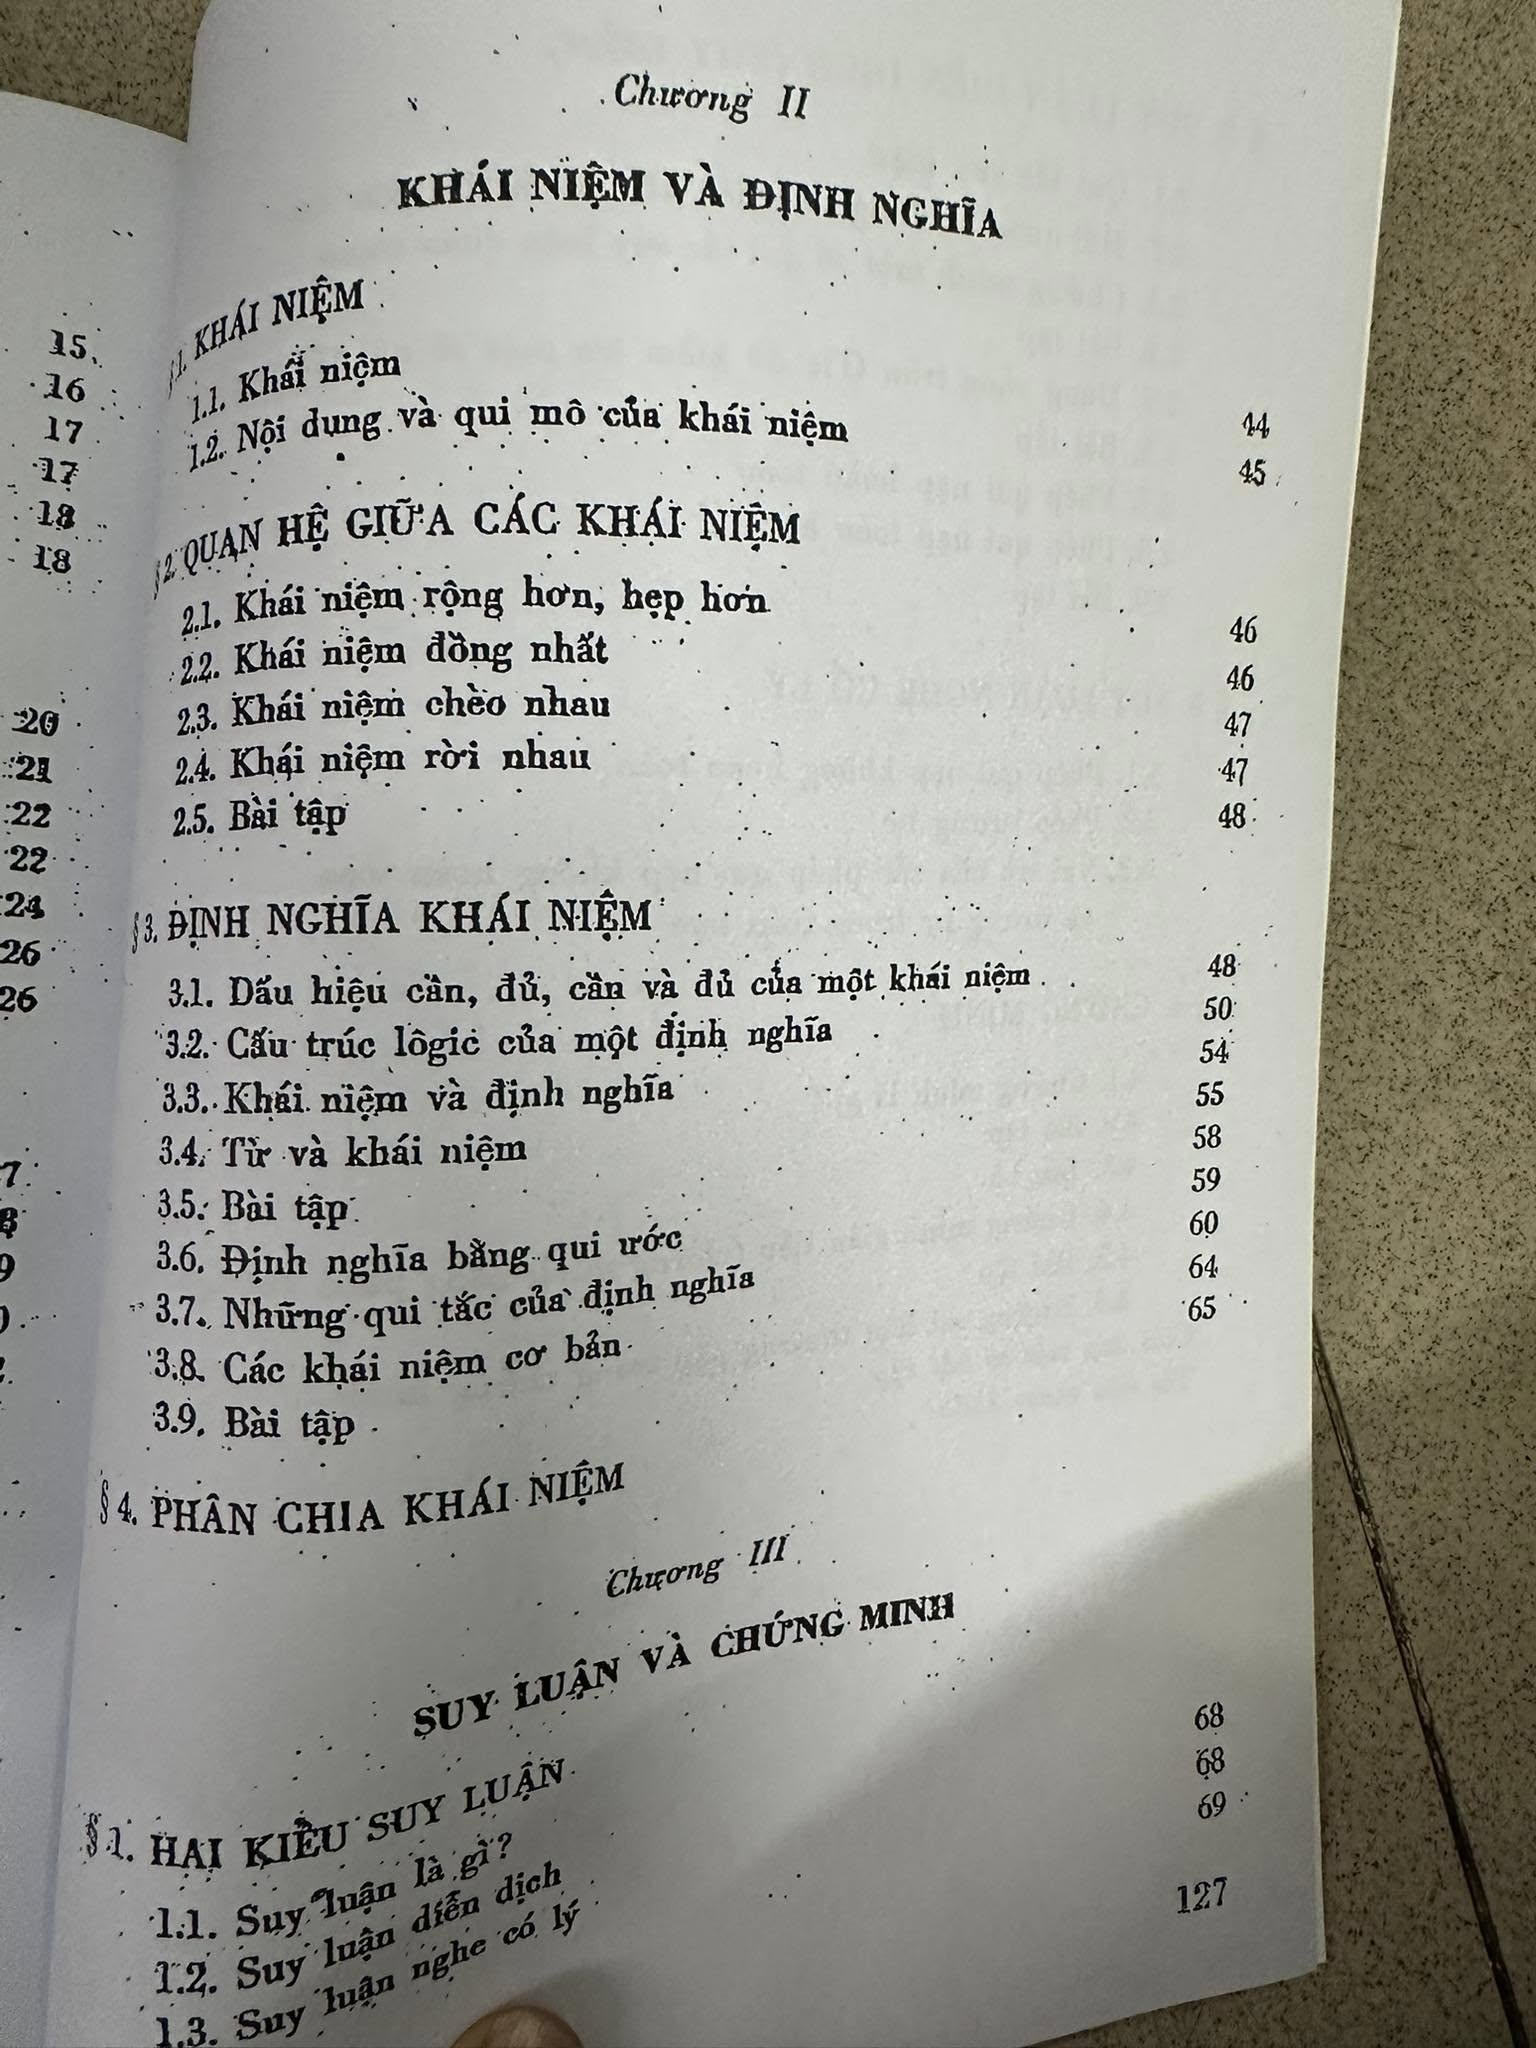 Chương II
KHÁI NIỆM VÀ ĐỊNH NGHĨA
§ 1. KHÁI NIỆM
1.1. Khái niệm 44
1.2. Nội dung và qui mô của khái niệm 45
§ 2. QUAN HỆ GIỮA CÁC KHÁI NIỆM
2.1. Khái niệm rộng hơn, hẹp hơn 46
2.2. Khái niệm đồng nhất 46
2.3. Khái niệm chèo nhau 47
2.4. Khái niệm rời nhau 47
2.5. Bài tập 48
§ 3. ĐỊNH NGHĨA KHÁI NIỆM
3.1. Dấu hiệu cần, đủ, cần và đủ của một khái niệm 48
3.2. Cấu trúc lôgic của một định nghĩa 50
3.3. Khái niệm và định nghĩa 54
3.4. Từ và khái niệm 55
3.5. Bài tập 58
3.6. Định nghĩa bằng qui ước 59
3.7. Những qui tắc của định nghĩa 60
3.8. Các khái niệm cơ bản 64
3.9. Bài tập 65
§ 4. PHÂN CHIA KHÁI NIỆM
Chương III
SUY LUẬN VÀ CHỨNG MINH
§ 1. HAI KIỂU SUY LUẬN
1.1. Suy luận là gì? 68
1.2. Suy luận diễn dịch 68
1.3. Suy luận nghe có lý 69
127
15
16
17
17
18
18
20
21
22
22
24
26
26